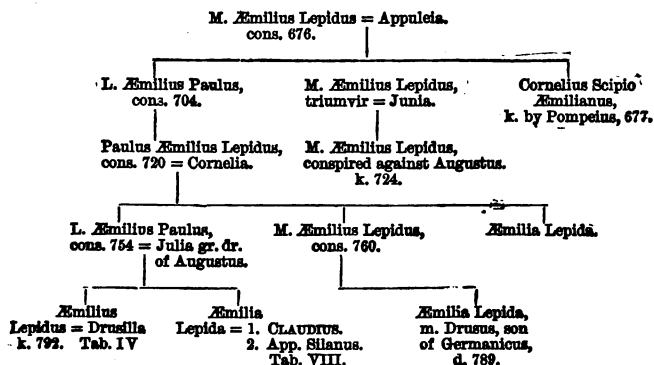 M. Æmilius Lepidus = Appuleia.
cons. 676.
L. Æmilius Paulus,
cons. 704.
M. Æmilius Lepidus,
triumvir = Junia.
Cornelius Scipio
Æmilianus,
k. by Pompeius, 677.
Paulus Æmilius Lepidus,
cons. 720 = Cornelia.
M. Æmilius Lepidus,
conspired against Augustus.
k. 724.
L. Æmilius Paulus,
cons. 754 = Julia gr. dr.
of Augustus.
M. Æmilius Lepidus,
cons. 760.
Æmilia Lepida.
Æmilius
Lepidus = Drusilla
k. 792. Tab. IV
Æmilia
Lepida = 1. CLAUDIUS.
2. App. Silanus.
Tab. VIII.
Æmilia Lepida,
m. Drusus, son
of Germanicus,
d. 789.